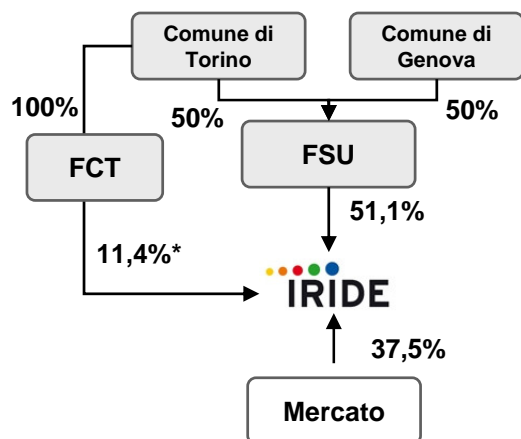 Comune di
Torino
Comune di
Genova
100%
50%
50%
FCT
FSU
51,1%
11,4%*
IRIDE
37,5%
Mercato